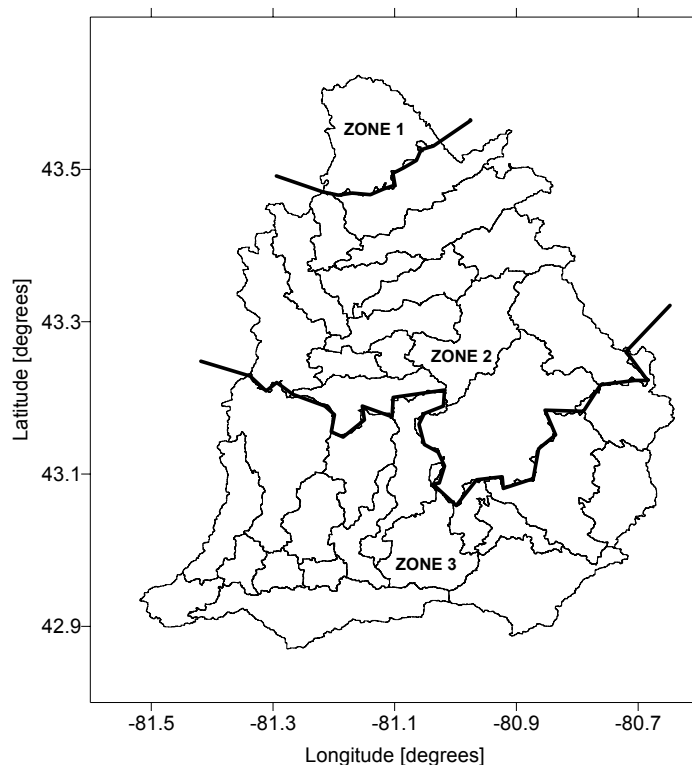 ZONE 1
43.5
43.3
ZONE 2
Latitude [degrees]
43.1
ZONE 3
42.9
-81.5 -81.3 -81.1 -80.9 -80.7
Longitude [degrees]